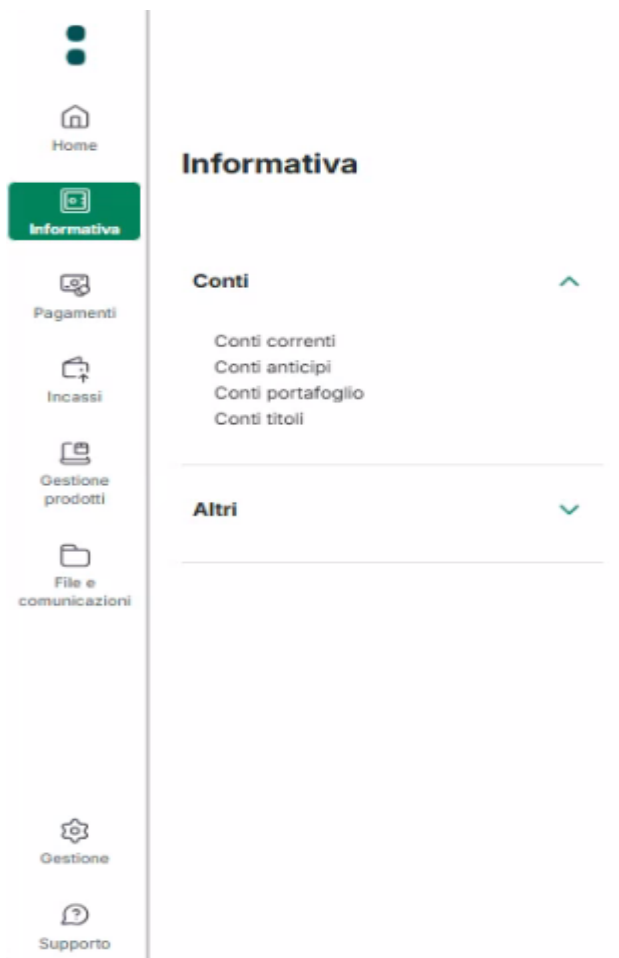 Home
Informativa
Pagamenti
Incassi
Gestione
prodotti
File e
comunicazioni
Gestione
Supporto
Informativa
Conti
Conti correnti
Conti anticipi
Conti portafoglio
Conti titoli
Altri